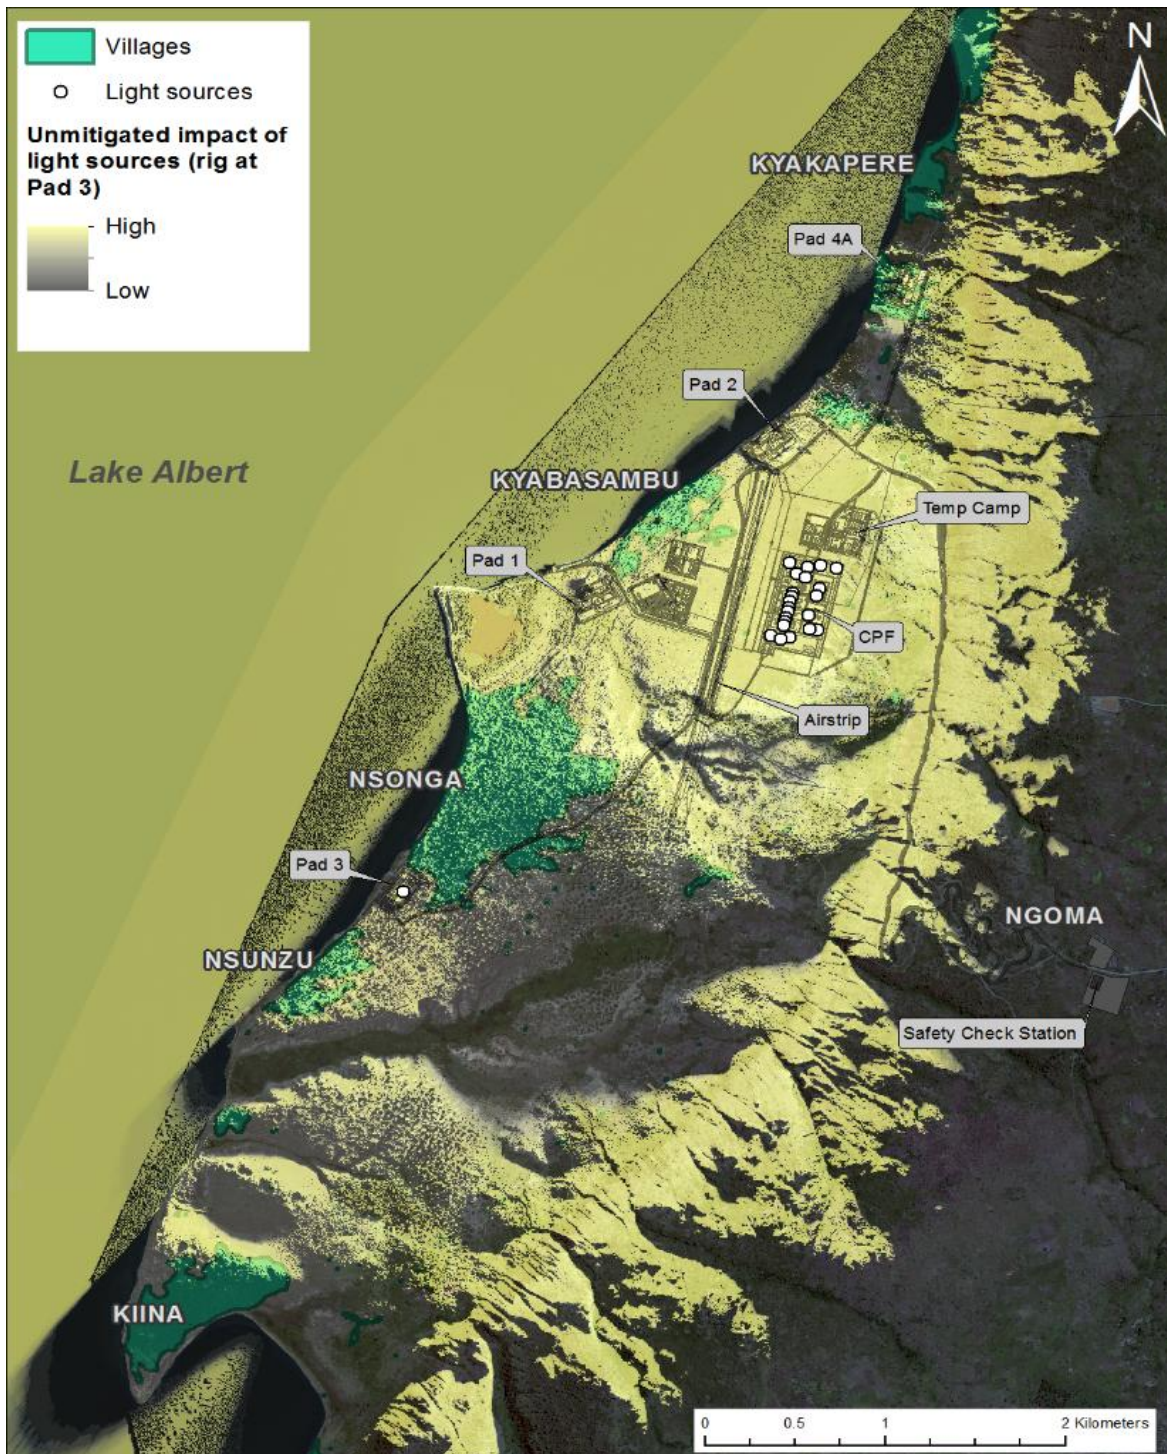 Villages
Light sources
Unmitigated impact of
light sources (rig at
Pad 3)
High
Low
N
KYAKAPERE
Pad 4A
Pad 2
Lake Albert
KYABASAMBU
Temp Camp
Pad 1
CPF
Airstrip
NSONGA
Pad 3
NGOMA
NSUNZU
Safety Check Station
KIINA
0 0.5 1 2 Kilometers